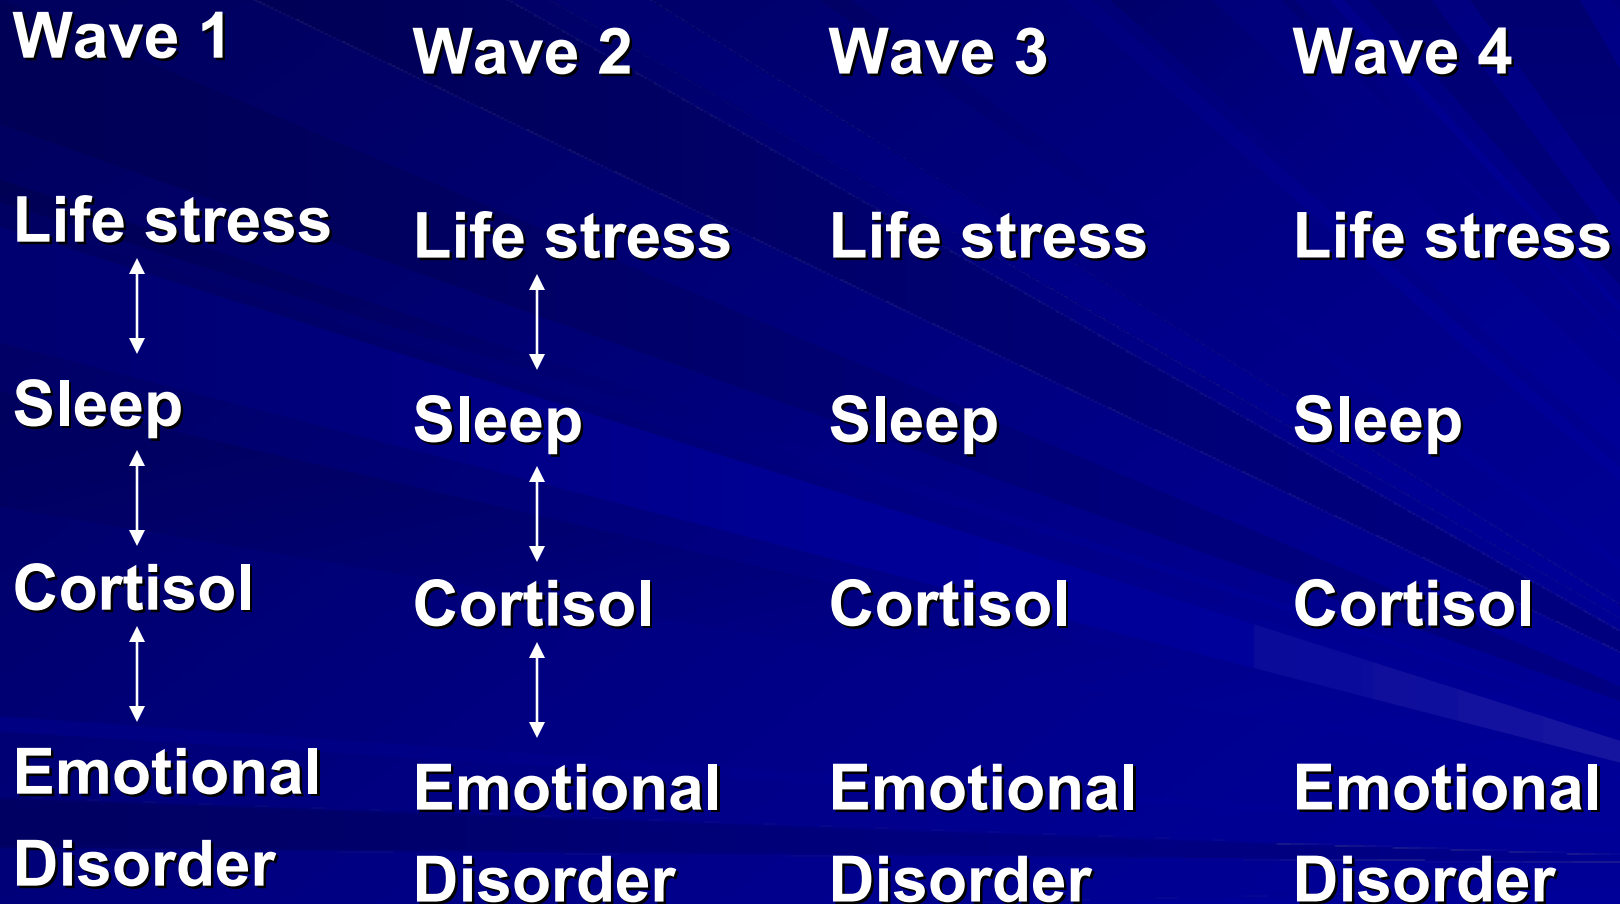 Wave 1 Wave 2 Wave 3 Wave 4
Life stress Life stress Life stress Life stress
Sleep Sleep Sleep Sleep
Cortisol Cortisol Cortisol Cortisol
Emotional Emotional Emotional Emotional
Disorder Disorder Disorder Disorder